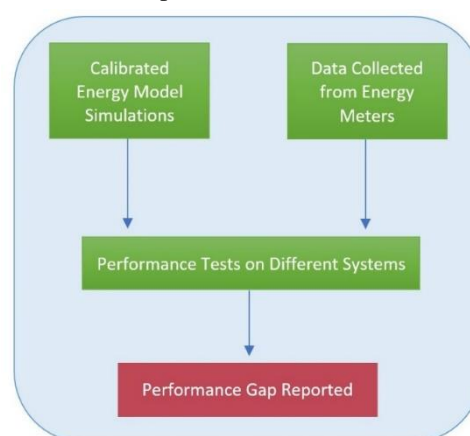 Calibrated
Energy Model
Simulations
Data Collected
from Energy
Meters
Performance Tests on Different Systems
Performance Gap Reported